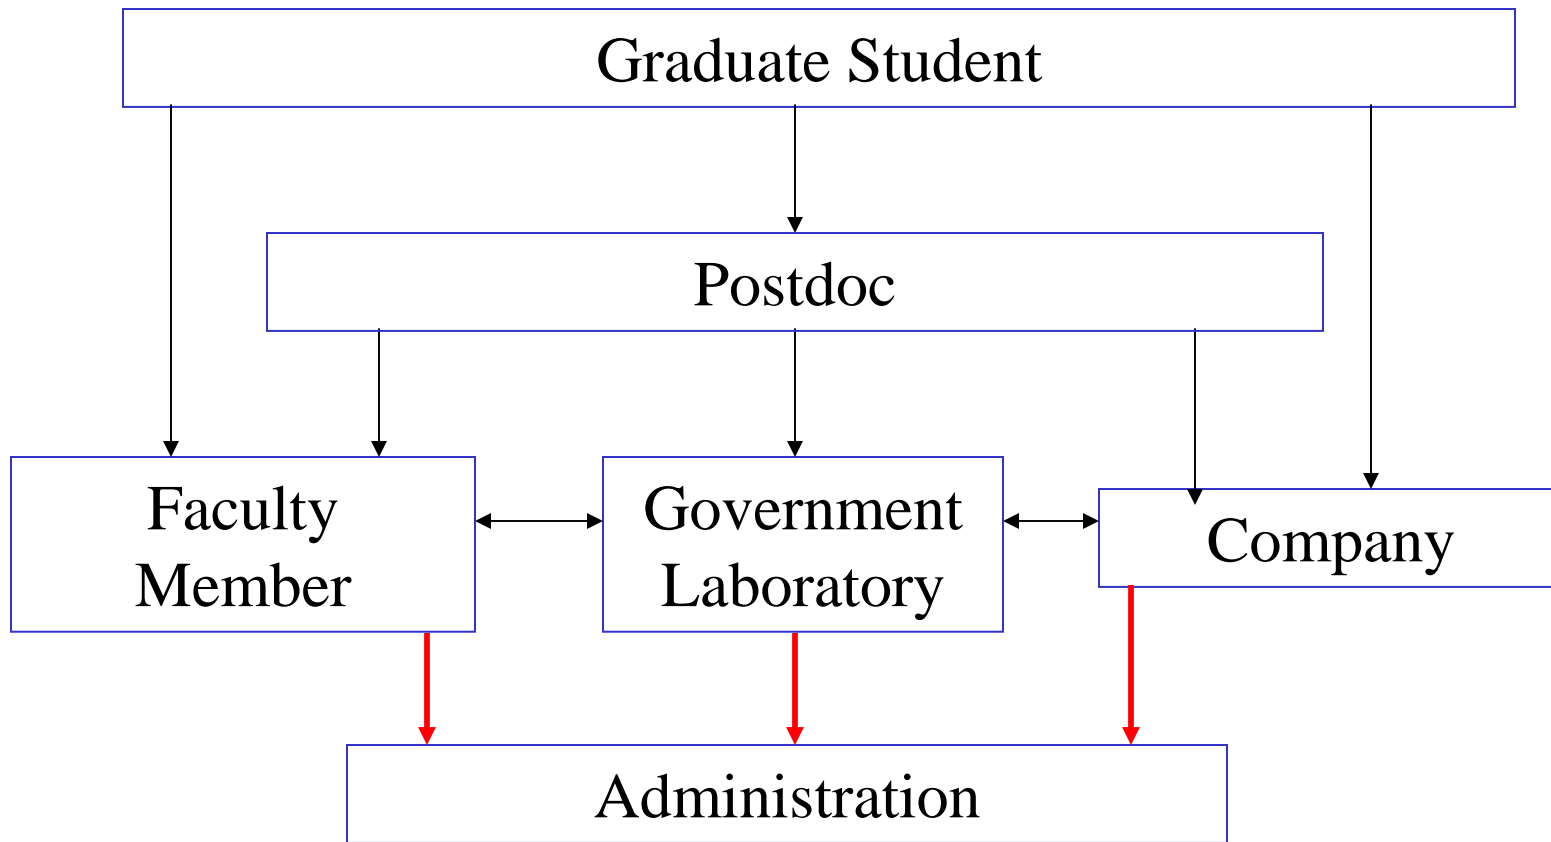 Graduate Student
Postdoc
Faculty
Member
Government
Laboratory
Company
Administration